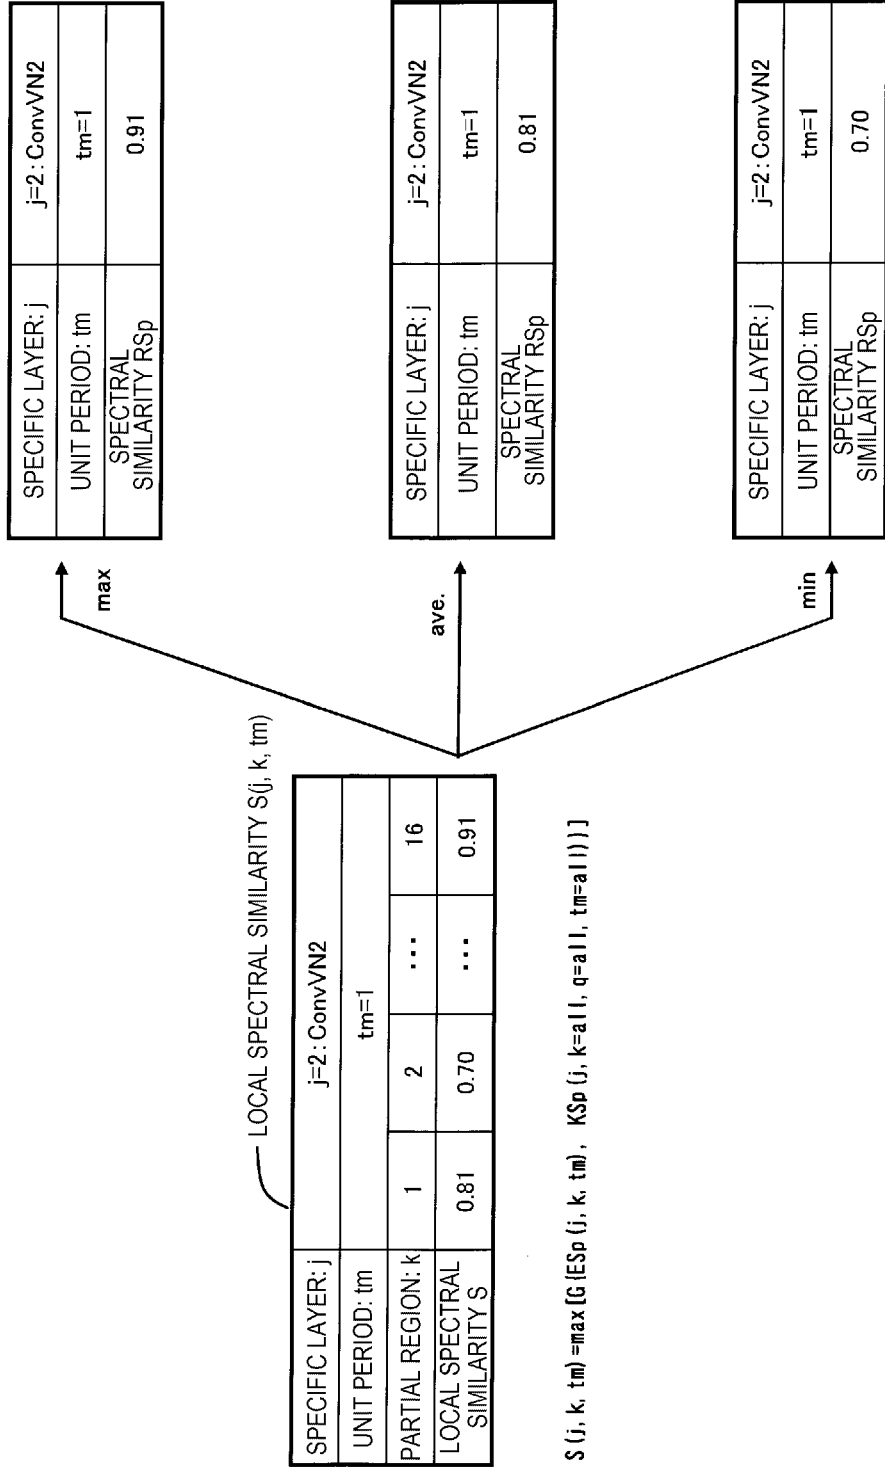 LOCAL SPECTRAL SIMILARITY S(j, k, tm)
SPECIFIC LAYER: j j=2: ConvVN2
UNIT PERIOD: tm tm=1
PARTIAL REGION: k 1 2 ... 16
LOCAL SPECTRAL
SIMILARITY S 0.81 0.70 ... 0.91
S(j, k, tm)=max[G{ESp(j, k, tm), KSp(j, k=all, q=all, tm=all)}]
max
SPECIFIC LAYER: j j=2: ConvVN2
UNIT PERIOD: tm tm=1
SPECTRAL
SIMILARITY RSp 0.91
ave.
SPECIFIC LAYER: j j=2: ConvVN2
UNIT PERIOD: tm tm=1
SPECTRAL
SIMILARITY RSp 0.81
min
SPECIFIC LAYER: j j=2: ConvVN2
UNIT PERIOD: tm tm=1
SPECTRAL
SIMILARITY RSp 0.70